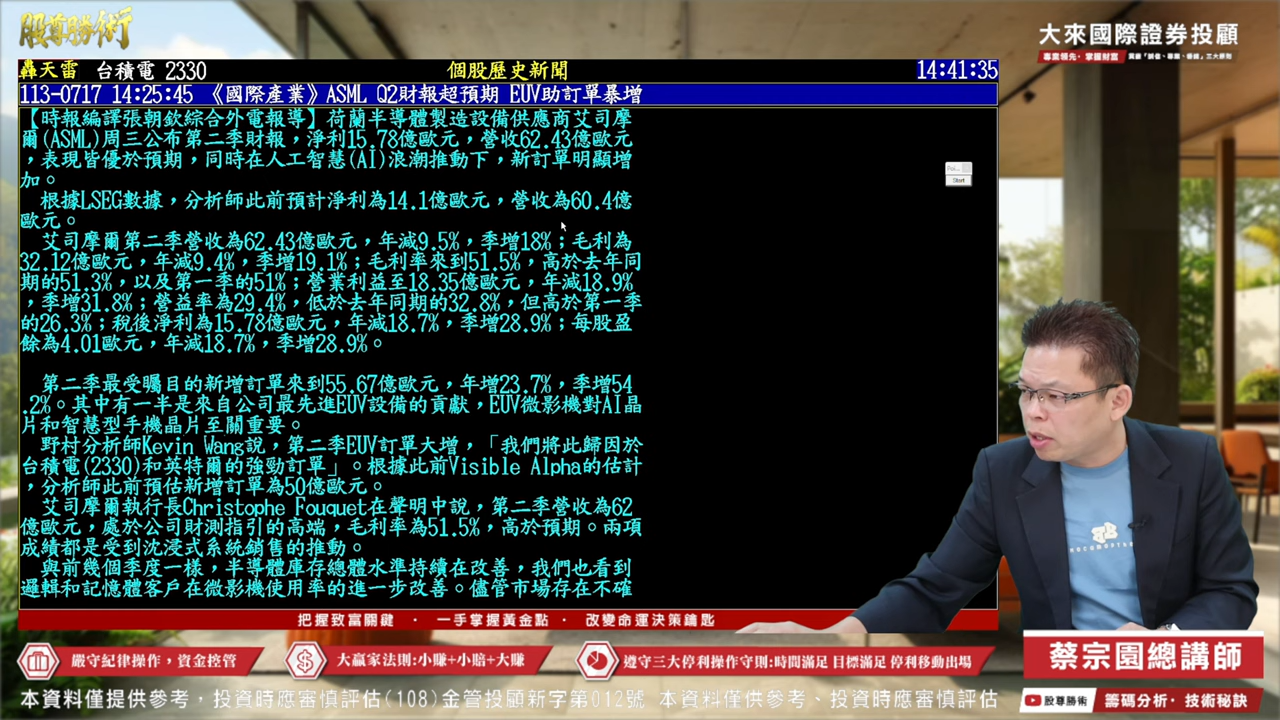 股尊勝術
大來國際證券投顧
專業領先‧掌握財富
轟天雷 台積電 2330 個股歷史新聞 14:41:35
113-0717 14:25:45 《國際產業》ASML Q2財報超預期 EUV助訂單暴增
【時報編譯張朝欽綜合外電報導】荷蘭半導體製造設備供應商艾司摩
爾(ASML)周三公布第二季財報，淨利15.78億歐元，營收62.43億歐元
，表現皆優於預期，同時在人工智慧(AI)浪潮推動下，新訂單明顯增
加。
根據LSEG數據，分析師此前預計淨利為14.1億歐元，營收為60.4億
歐元。
艾司摩爾第二季營收為62.43億歐元，年減9.5%，季增18%；毛利為
32.12億歐元，年減9.4%，季增19.1%；毛利率來到51.5%，高於去年同
期的51.3%，以及第一季的51%；營業利益至18.35億歐元，年減18.9%
，季增31.8%；營益率為29.4%，低於去年同期的32.8%，但高於第一季
的26.3%；稅後淨利為15.78億歐元，年減18.7%，季增28.9%；每股盈
餘為4.01歐元，年減18.7%，季增28.9%。
第二季最受矚目的新增訂單來到55.67億歐元，年增23.7%，季增54
.2%。其中有一半是來自公司最先進EUV設備的貢獻，EUV微影機對AI晶
片和智慧型手機晶片至關重要。
野村分析師Kevin Wang說，第二季EUV訂單大增，「我們將此歸因於
台積電(2330)和英特爾的強勁訂單」。根據此前Visible Alpha的估計
，分析師此前預估新增訂單為50億歐元。
艾司摩爾執行長Christophe Fouquet在聲明中說，第二季營收為62
億歐元，處於公司財測指引的高端，毛利率為51.5%，高於預期。兩項
成績都是受到沈浸式系統銷售的推動。
與前幾個季度一樣，半導體庫存總體水準持續在改善，我們也看到
邏輯和記憶體客戶在微影機使用率的進一步改善。儘管市場存在不確
Start
把握致富關鍵 ‧ 一手掌握黃金點 ‧ 改變命運決策鑰匙
嚴守紀律操作，資金控管
大贏家法則:小賺+小賠+大賺
遵守三大停利操作守則:時間滿足 目標滿足 停利移動出場
蔡宗園總講師
股尊勝術 籌碼分析‧技術秘訣
本資料僅提供參考，投資時應審慎評估(108)金管投顧新字第012號 本資料僅供參考、投資時應審慎評估